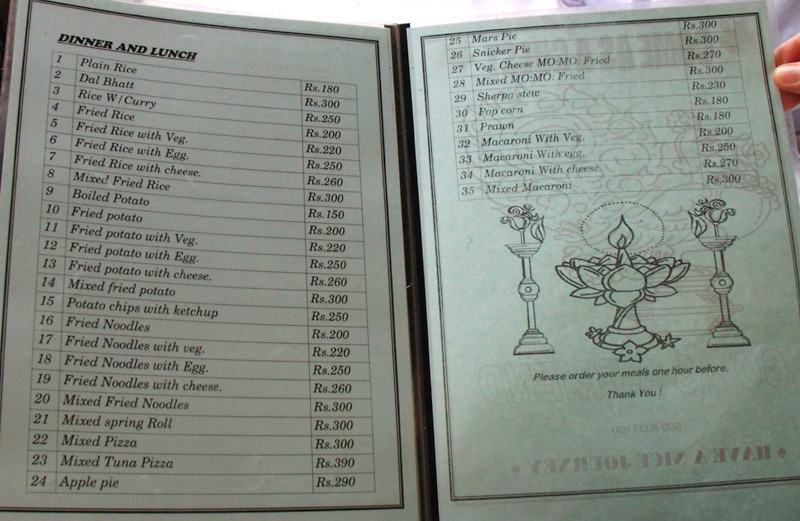 DINNER AND LUNCH
1 Plain Rice Rs.180
2 Dal Bhatt Rs.300
3 Rice W/Curry Rs.250
4 Fried Rice Rs.200
5 Fried Rice with Veg. Rs.220
6 Fried Rice with Egg. Rs.250
7 Fried Rice with cheese. Rs.260
8 Mixed Fried Rice Rs.300
9 Boiled Potato Rs.150
10 Fried potato Rs.200
11 Fried potato with Veg. Rs.220
12 Fried potato with Egg. Rs.250
13 Fried potato with cheese. Rs.260
14 Mixed fried potato Rs.300
15 Potato chips with ketchup Rs.250
16 Fried Noodles Rs.200
17 Fried Noodles with veg. Rs.220
18 Fried Noodles with Egg. Rs.250
19 Fried Noodles with cheese. Rs.260
20 Mixed Fried Noodles Rs.300
21 Mixed spring Roll Rs.300
22 Mixed Pizza Rs.300
23 Mixed Tuna Pizza Rs.390
24 Apple pie Rs.290
25 Mars Pie Rs.300
26 Snicker Pie Rs.300
27 Veg. Cheese MO:MO: Fried Rs.270
28 Mixed MO:MO: Fried Rs.300
29 Sherpa stew Rs.230
30 Pop corn Rs.180
31 Prawn Rs.180
32 Macaroni With Veg. Rs.200
33 Macaroni With egg. Rs.250
34 Macaroni With cheese. Rs.270
35 Mixed Macaroni Rs.300
Please order your meals one hour before.
Thank You !
GOD BLESS YOU
HAVE A NICE JOURNEY